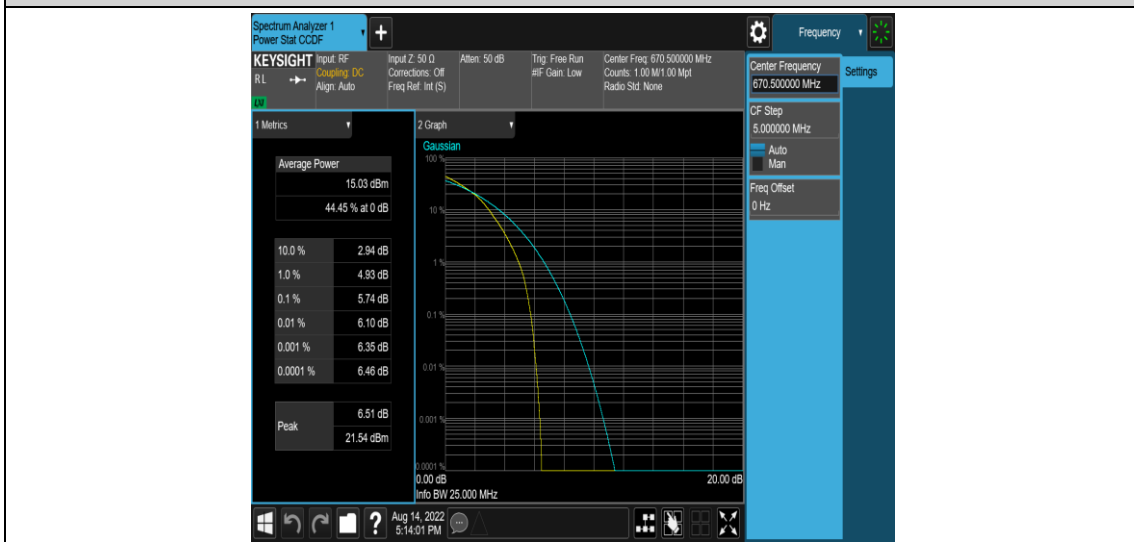 Spectrum Analyzer 1
Power Stat CCDF
Frequency
KEYSIGHT
RL
Input: RF
Coupling: DC
Align: Auto
Input Z: 50 Ω
Corrections: Off
Freq Ref: Int (S)
Atten: 50 dB
Trig: Free Run
#IF Gain: Low
Center Freq: 670.500000 MHz
Counts: 1.00 M/1.00 Mpt
Radio Std: None
Center Frequency
670.500000 MHz
Settings
CF Step
5.000000 MHz
Auto
Man
Freq Offset
0 Hz
1 Metrics
Average Power
15.03 dBm
44.45 % at 0 dB
10.0 % 2.94 dB
1.0 % 4.93 dB
0.1 % 5.74 dB
0.01 % 6.10 dB
0.001 % 6.35 dB
0.0001 % 6.46 dB
Peak 6.51 dB
21.54 dBm
2 Graph
Gaussian
100 %
10 %
1 %
0.1 %
0.01 %
0.001 %
0.0001 %
0.00 dB 20.00 dB
Info BW 25.000 MHz
?
Aug 14, 2022
5:14:01 PM